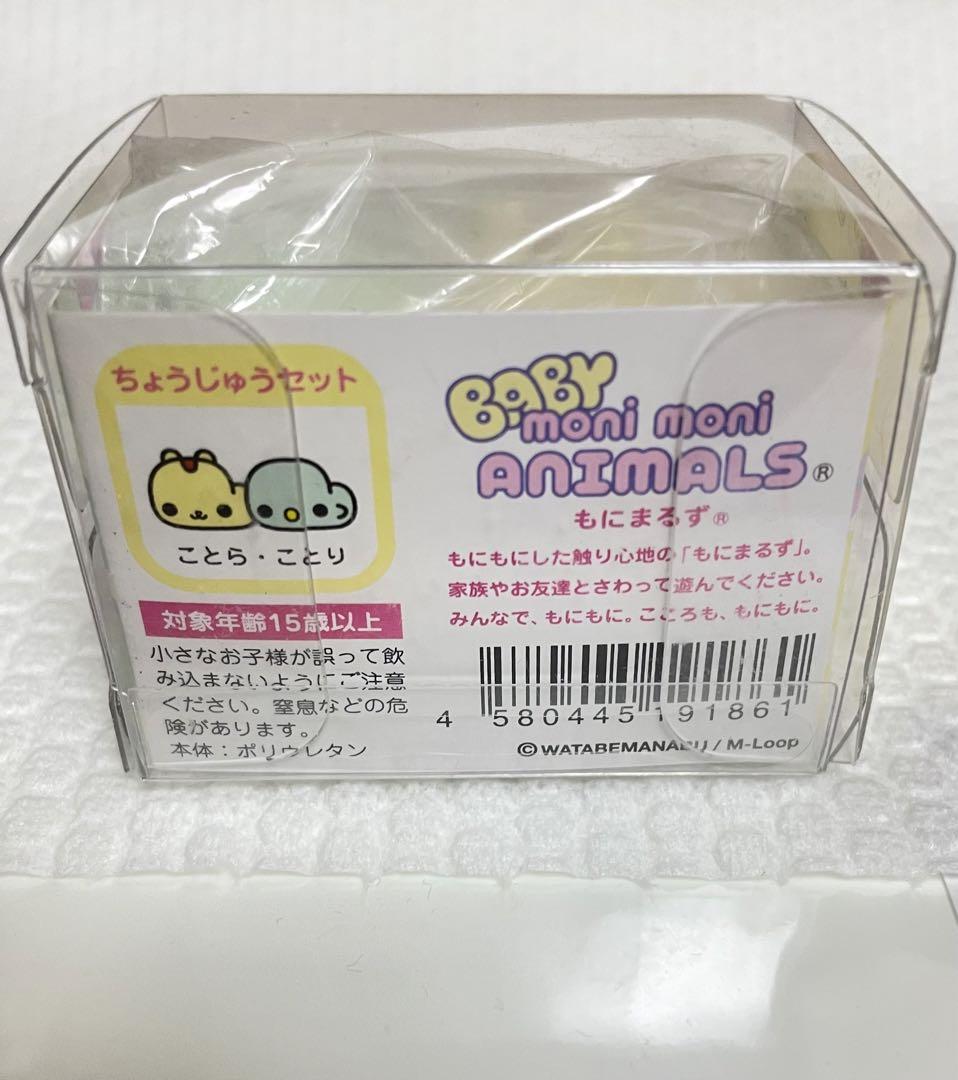 ちょうじゅうセット
ことら・ことり
対象年齢15歳以上
小さなお子様が誤って飲
み込まないようにご注意
ください。窒息などの危
険があります。
本体：ポリウレタン
BABY
moni moni
ANIMALS®
もにまるず®
もにもにした触り心地の「もにまるず」。
家族やお友達とさわって遊んでください。
みんなで、もにもに。こころも、もにもに。
4 580445 191861
©WATABEMANABU / M-Loop